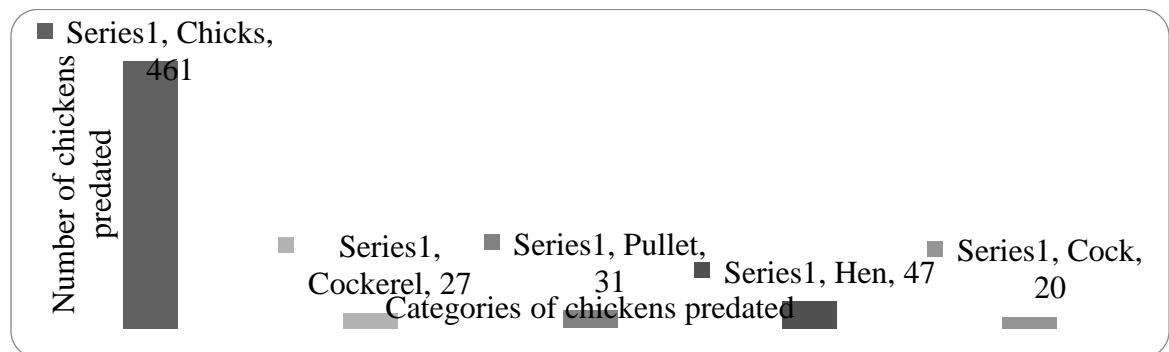 Series1, Chicks,
461
Number of chickens
predated
Series1,
Cockerel, 27
Series1, Pullet,
31
Series1, Hen, 47
Series1, Cock,
20
Categories of chickens predated